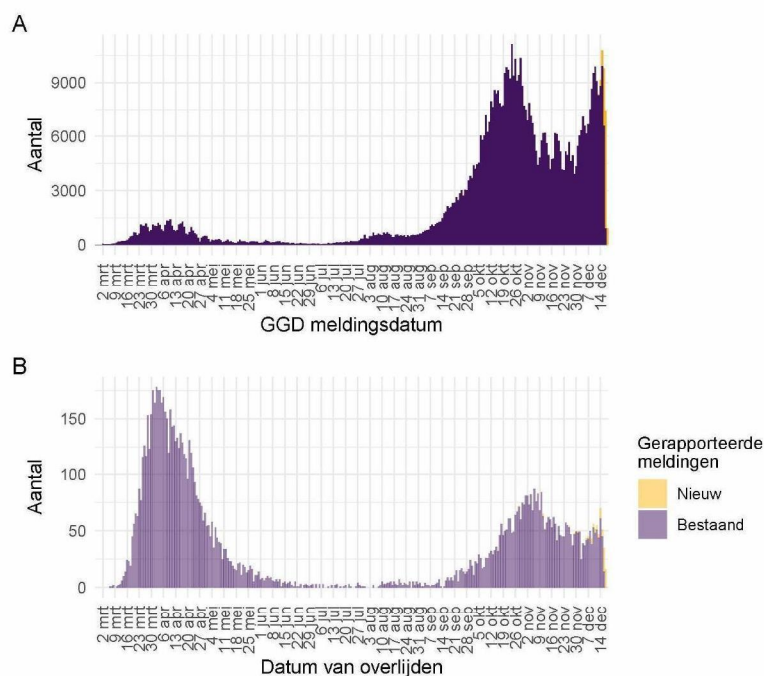 A
Aantal
9000
6000
3000
0
2 mrt
9 mrt
16 mrt
23 mrt
30 mrt
6 apr
13 apr
20 apr
27 apr
4 mei
11 mei
18 mei
25 mei
1 jun
8 jun
15 jun
22 jun
29 jun
6 jul
13 jul
20 jul
27 jul
3 aug
10 aug
17 aug
24 aug
31 aug
7 sep
14 sep
21 sep
28 sep
5 okt
12 okt
19 okt
26 okt
2 nov
9 nov
16 nov
23 nov
30 nov
7 dec
14 dec
GGD meldingsdatum
B
Aantal
150
100
50
0
2 mrt
9 mrt
16 mrt
23 mrt
30 mrt
6 apr
13 apr
20 apr
27 apr
4 mei
11 mei
18 mei
25 mei
1 jun
8 jun
15 jun
22 jun
29 jun
6 jul
13 jul
20 jul
27 jul
3 aug
10 aug
17 aug
24 aug
31 aug
7 sep
14 sep
21 sep
28 sep
5 okt
12 okt
19 okt
26 okt
2 nov
9 nov
16 nov
23 nov
30 nov
7 dec
14 dec
Datum van overlijden
Gerapporteerde
meldingen
Nieuw
Bestaand